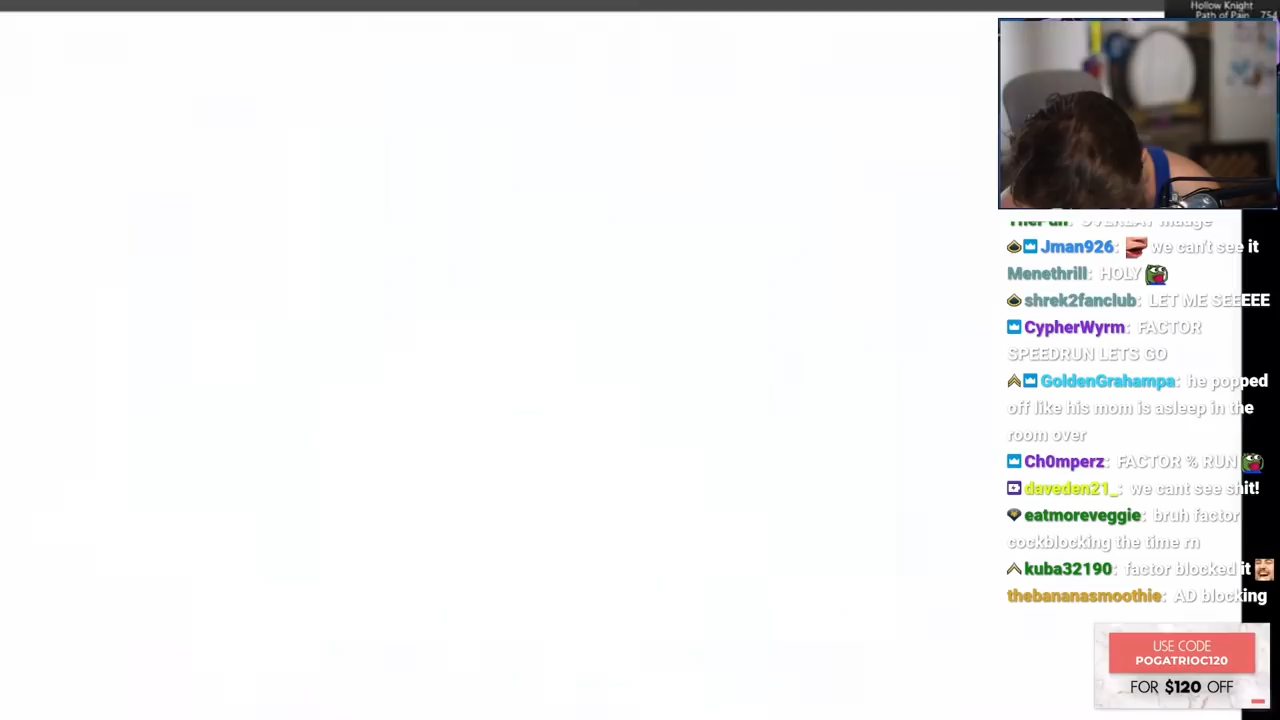 Hollow Knight
Path of Pain 754
Jman926: we can't see it
Menethrill: HOLY
shrek2fanclub: LET ME SEEEEE
CypherWyrm: FACTOR
SPEEDRUN LETS GO
GoldenGrahampa: he popped
off like his mom is asleep in the
room over
Ch0mperz: FACTOR % RUN
daveden21_: we cant see shit!
eatmoreveggie: bruh factor
cockblocking the time rn
kuba32190: factor blocked it
thebananasmoothie: AD blocking
USE CODE
POGATRIOC120
FOR $120 OFF